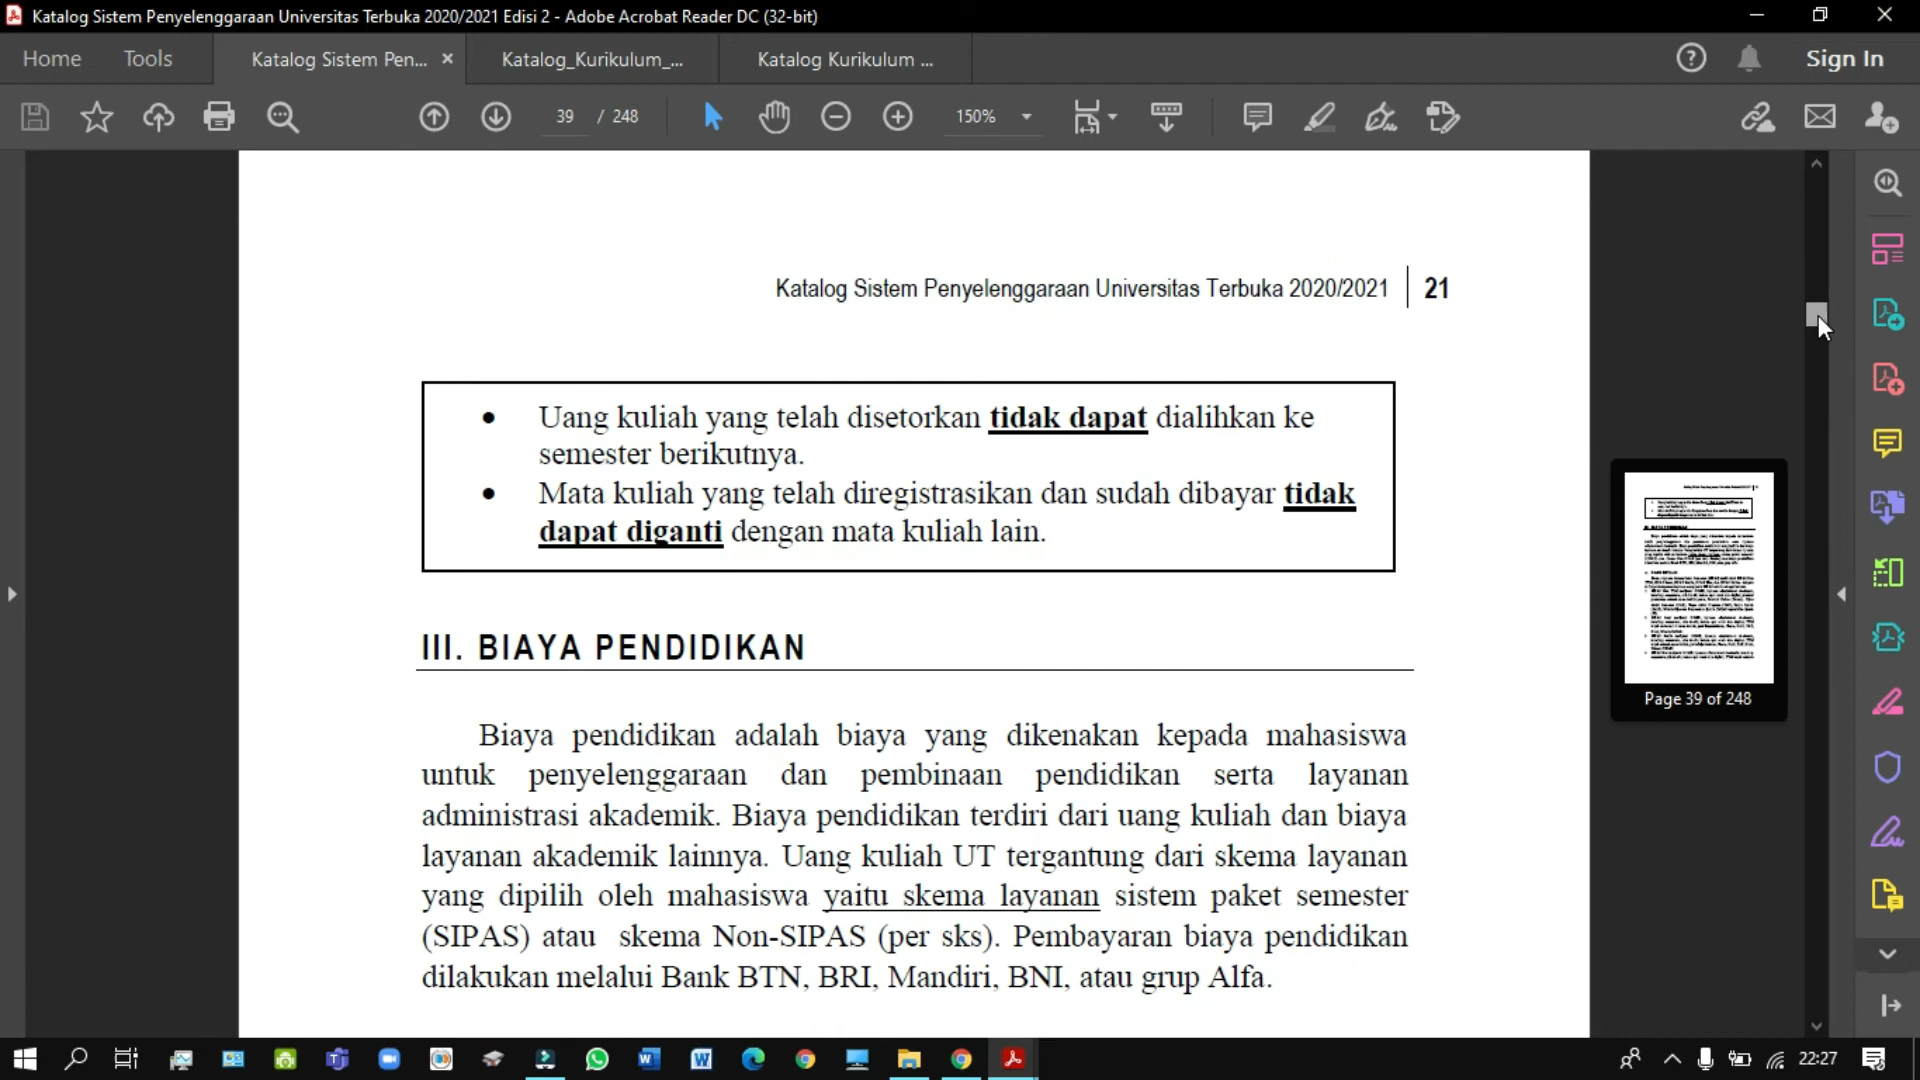 Katalog Sistem Penyelenggaraan Universitas Terbuka 2020/2021 Edisi 2 - Adobe Acrobat Reader DC (32-bit)
Home Tools Katalog Sistem Pen... Katalog_Kurikulum_... Katalog Kurikulum ... Sign In
39 / 248 150%
Katalog Sistem Penyelenggaraan Universitas Terbuka 2020/2021 21
• Uang kuliah yang telah disetorkan tidak dapat dialihkan ke
semester berikutnya.
• Mata kuliah yang telah diregistrasikan dan sudah dibayar tidak
dapat diganti dengan mata kuliah lain.
III. BIAYA PENDIDIKAN
Biaya pendidikan adalah biaya yang dikenakan kepada mahasiswa
untuk penyelenggaraan dan pembinaan pendidikan serta layanan
administrasi akademik. Biaya pendidikan terdiri dari uang kuliah dan biaya
layanan akademik lainnya. Uang kuliah UT tergantung dari skema layanan
yang dipilih oleh mahasiswa yaitu skema layanan sistem paket semester
(SIPAS) atau skema Non-SIPAS (per sks). Pembayaran biaya pendidikan
dilakukan melalui Bank BTN, BRI, Mandiri, BNI, atau grup Alfa.
Page 39 of 248
22:27